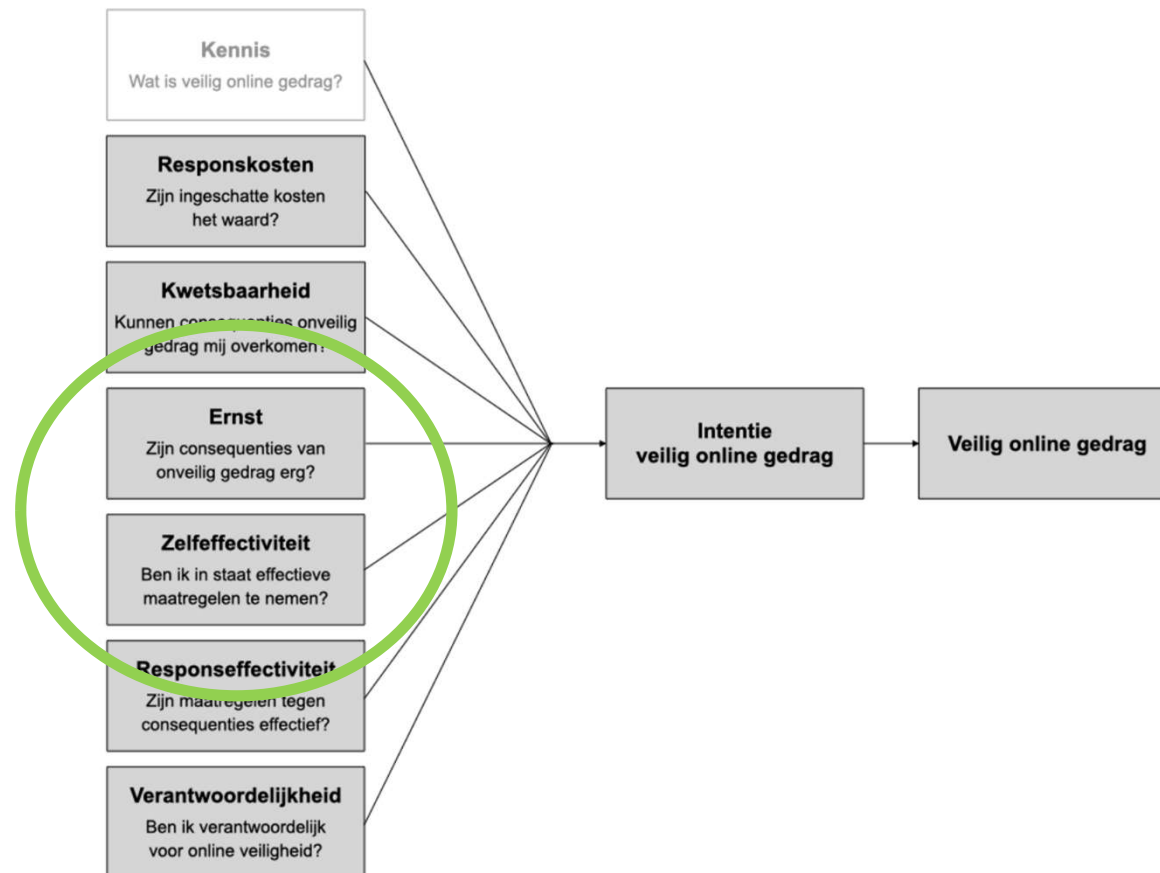 Kennis
Wat is veilig online gedrag?
Responskosten
Zijn ingeschatte kosten
het waard?
Kwetsbaarheid
Kunnen consequenties onveilig
gedrag mij overkomen?
Ernst
Zijn consequenties van
onveilig gedrag erg?
Zelfeffectiviteit
Ben ik in staat effectieve
maatregelen te nemen?
Responseffectiviteit
Zijn maatregelen tegen
consequenties effectief?
Verantwoordelijkheid
Ben ik verantwoordelijk
voor online veiligheid?
Intentie
veilig online gedrag
Veilig online gedrag